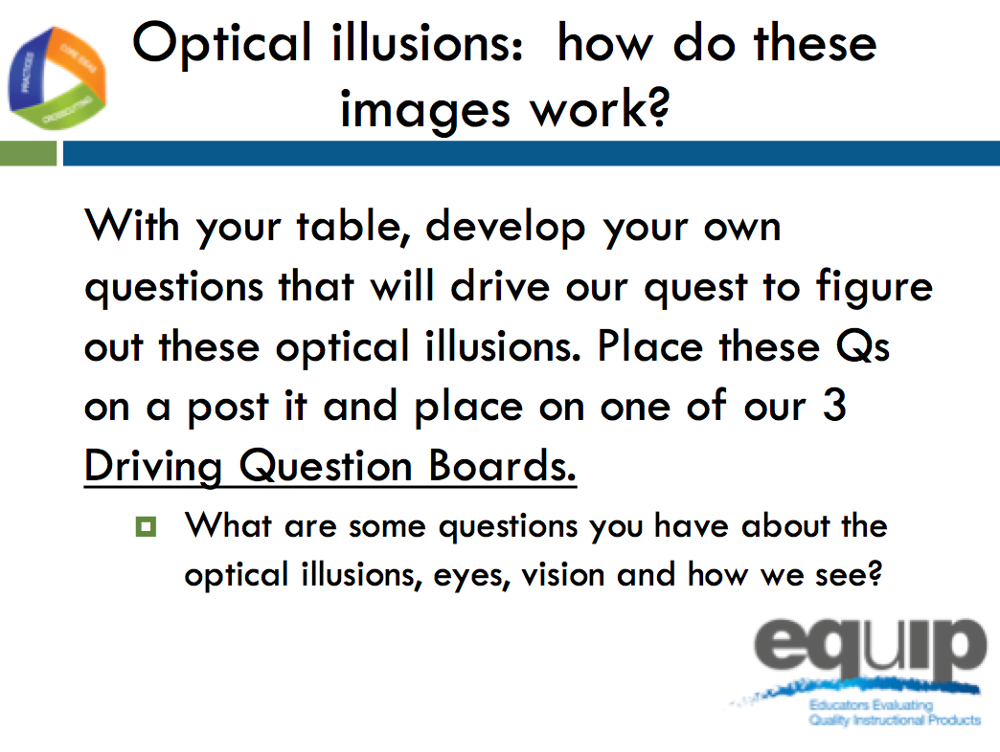 Optical illusions: how do these
images work?
PRACTICES
CORE IDEAS
CROSSCUTTING
With your table, develop your own
questions that will drive our quest to figure
out these optical illusions. Place these Qs
on a post it and place on one of our 3
Driving Question Boards.
What are some questions you have about the
optical illusions, eyes, vision and how we see?
equip
Educators Evaluating
Quality Instructional Products